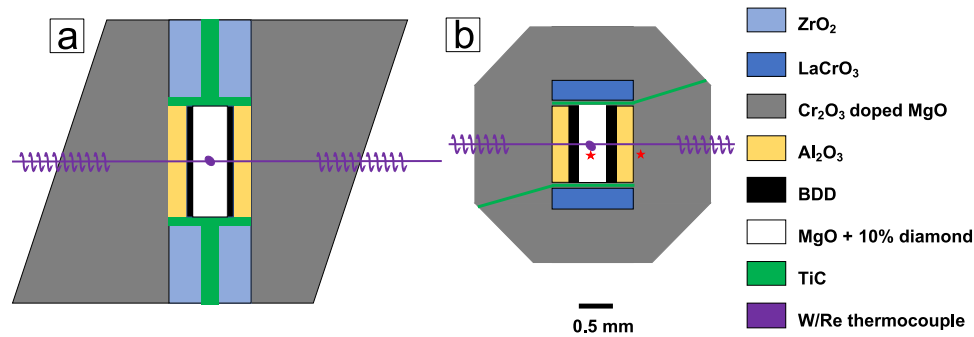 a
b
ZrO₂
LaCrO₃
Cr₂O₃ doped MgO
Al₂O₃
BDD
MgO + 10% diamond
TiC
W/Re thermocouple
0.5 mm